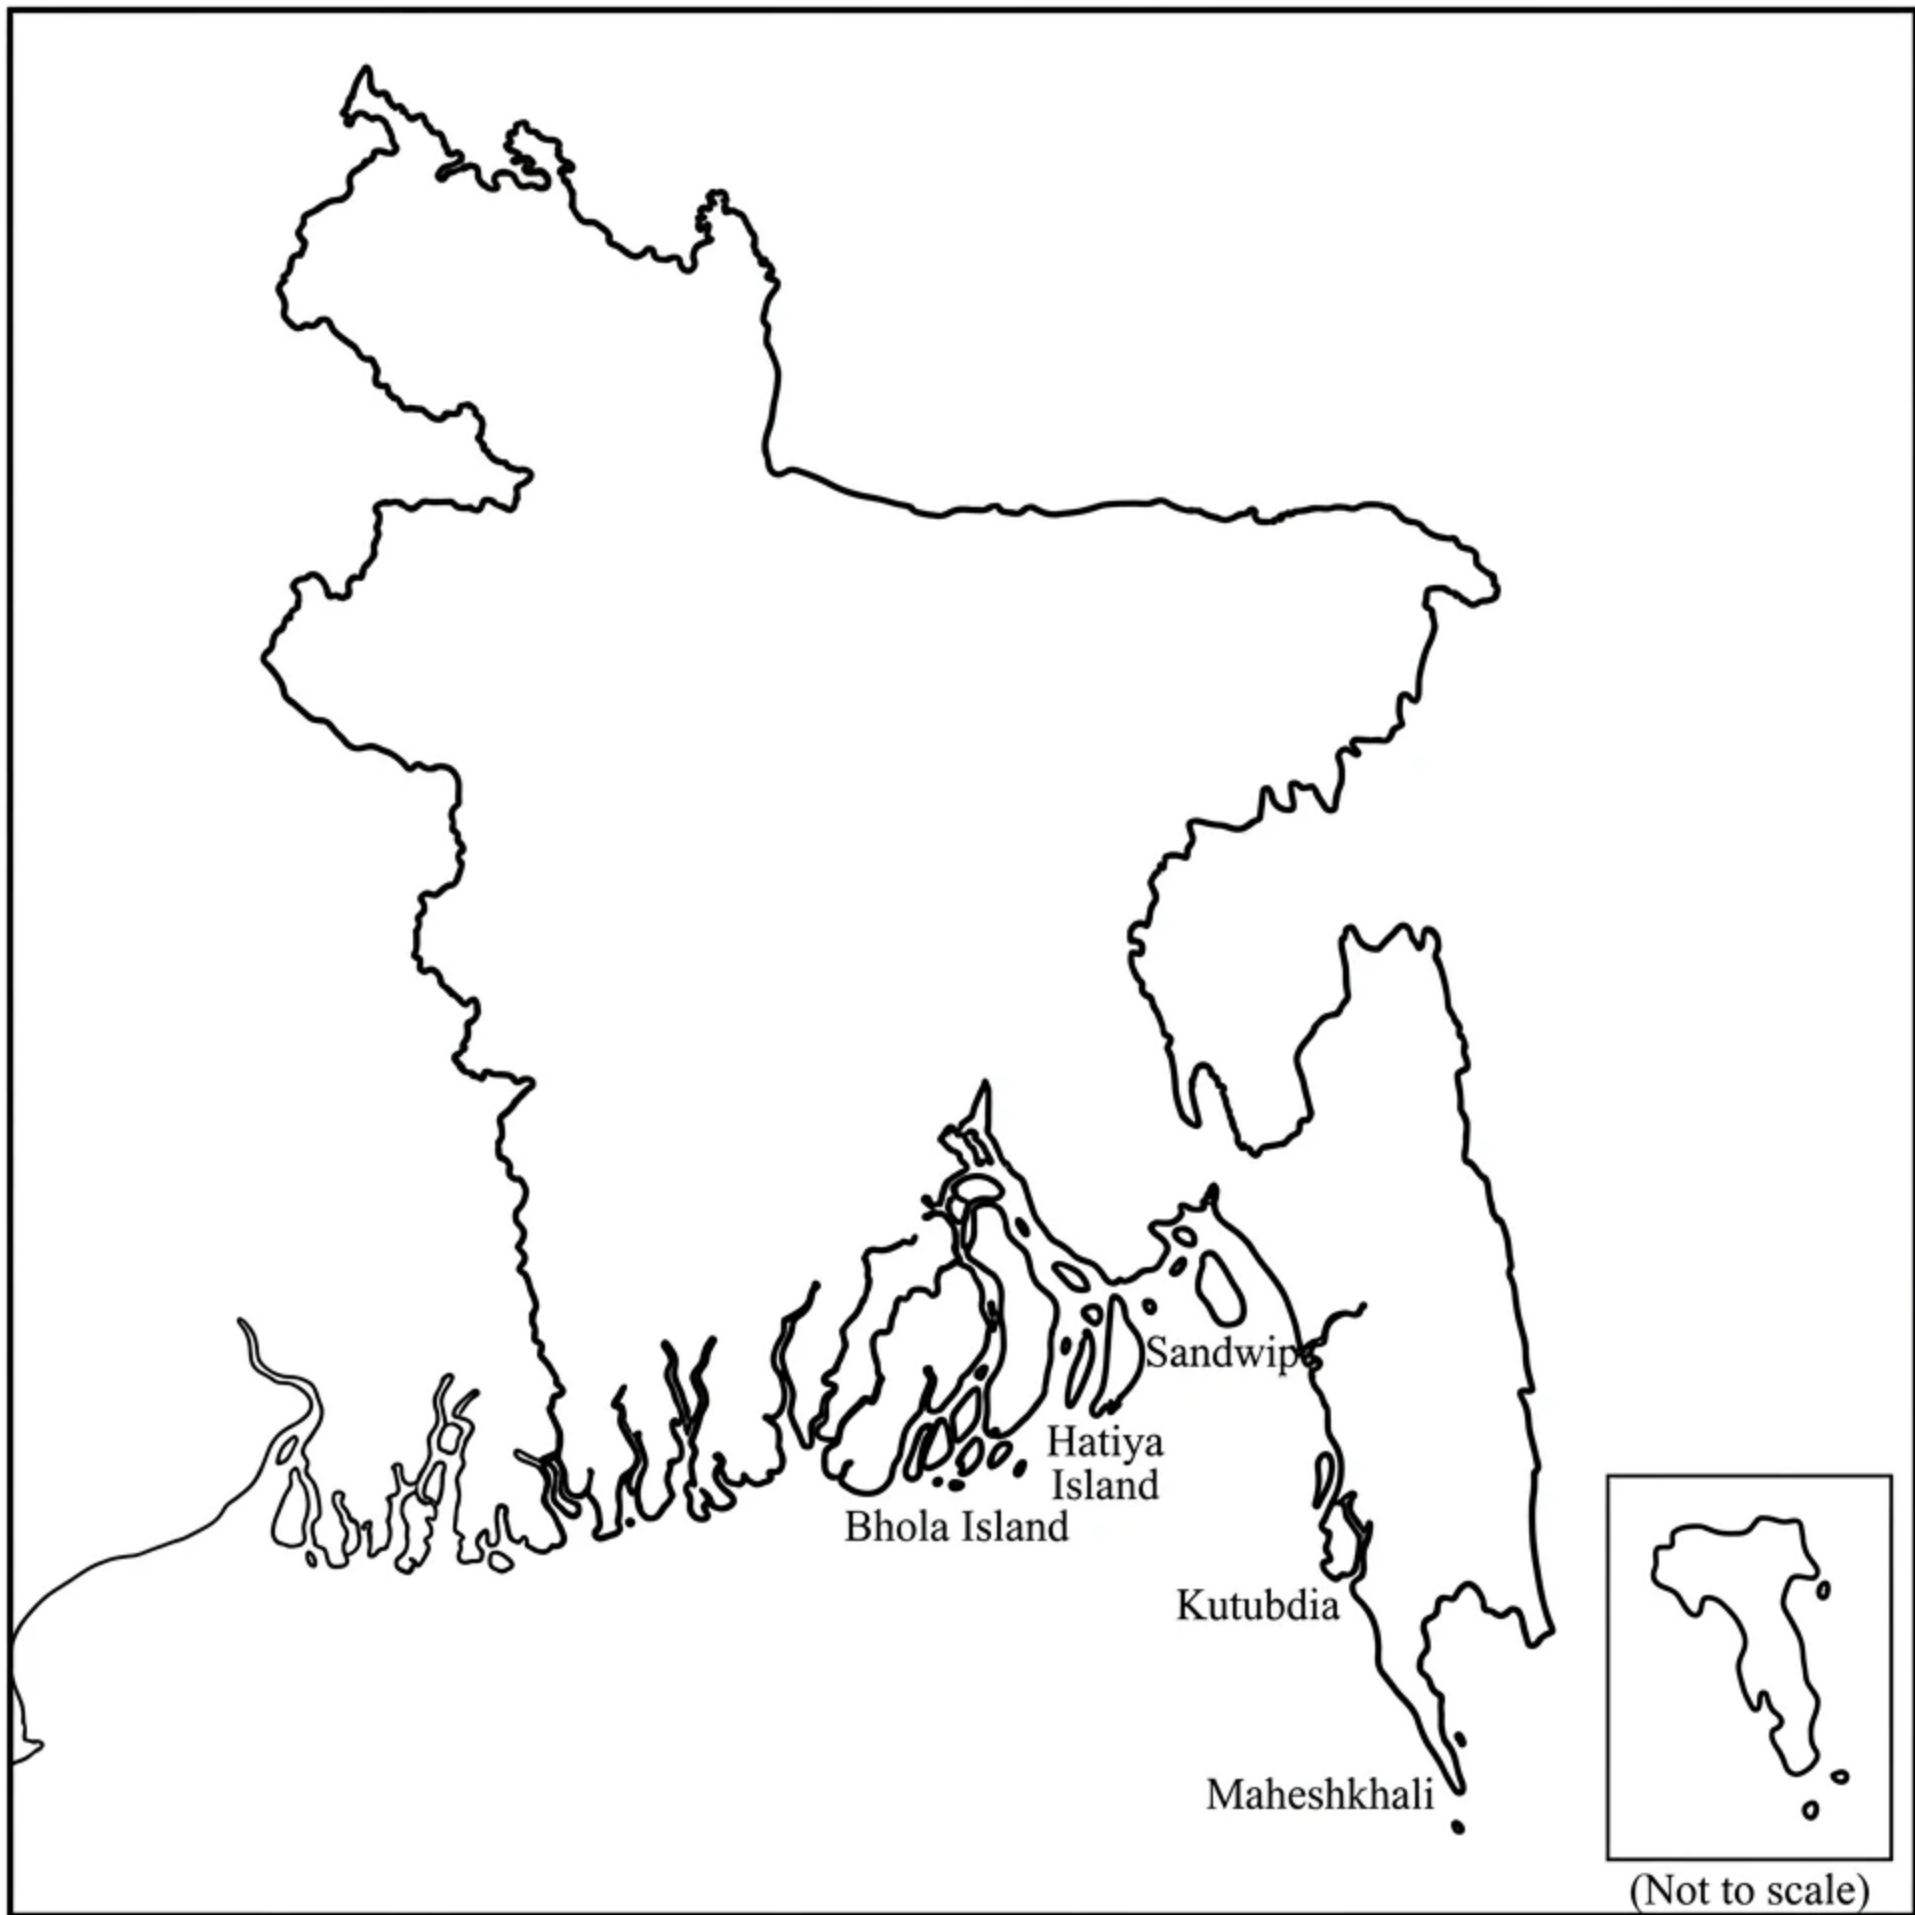 Sandwip
Hatiya
Island
Bhola Island
Kutubdia
Maheshkhali
(Not to scale)